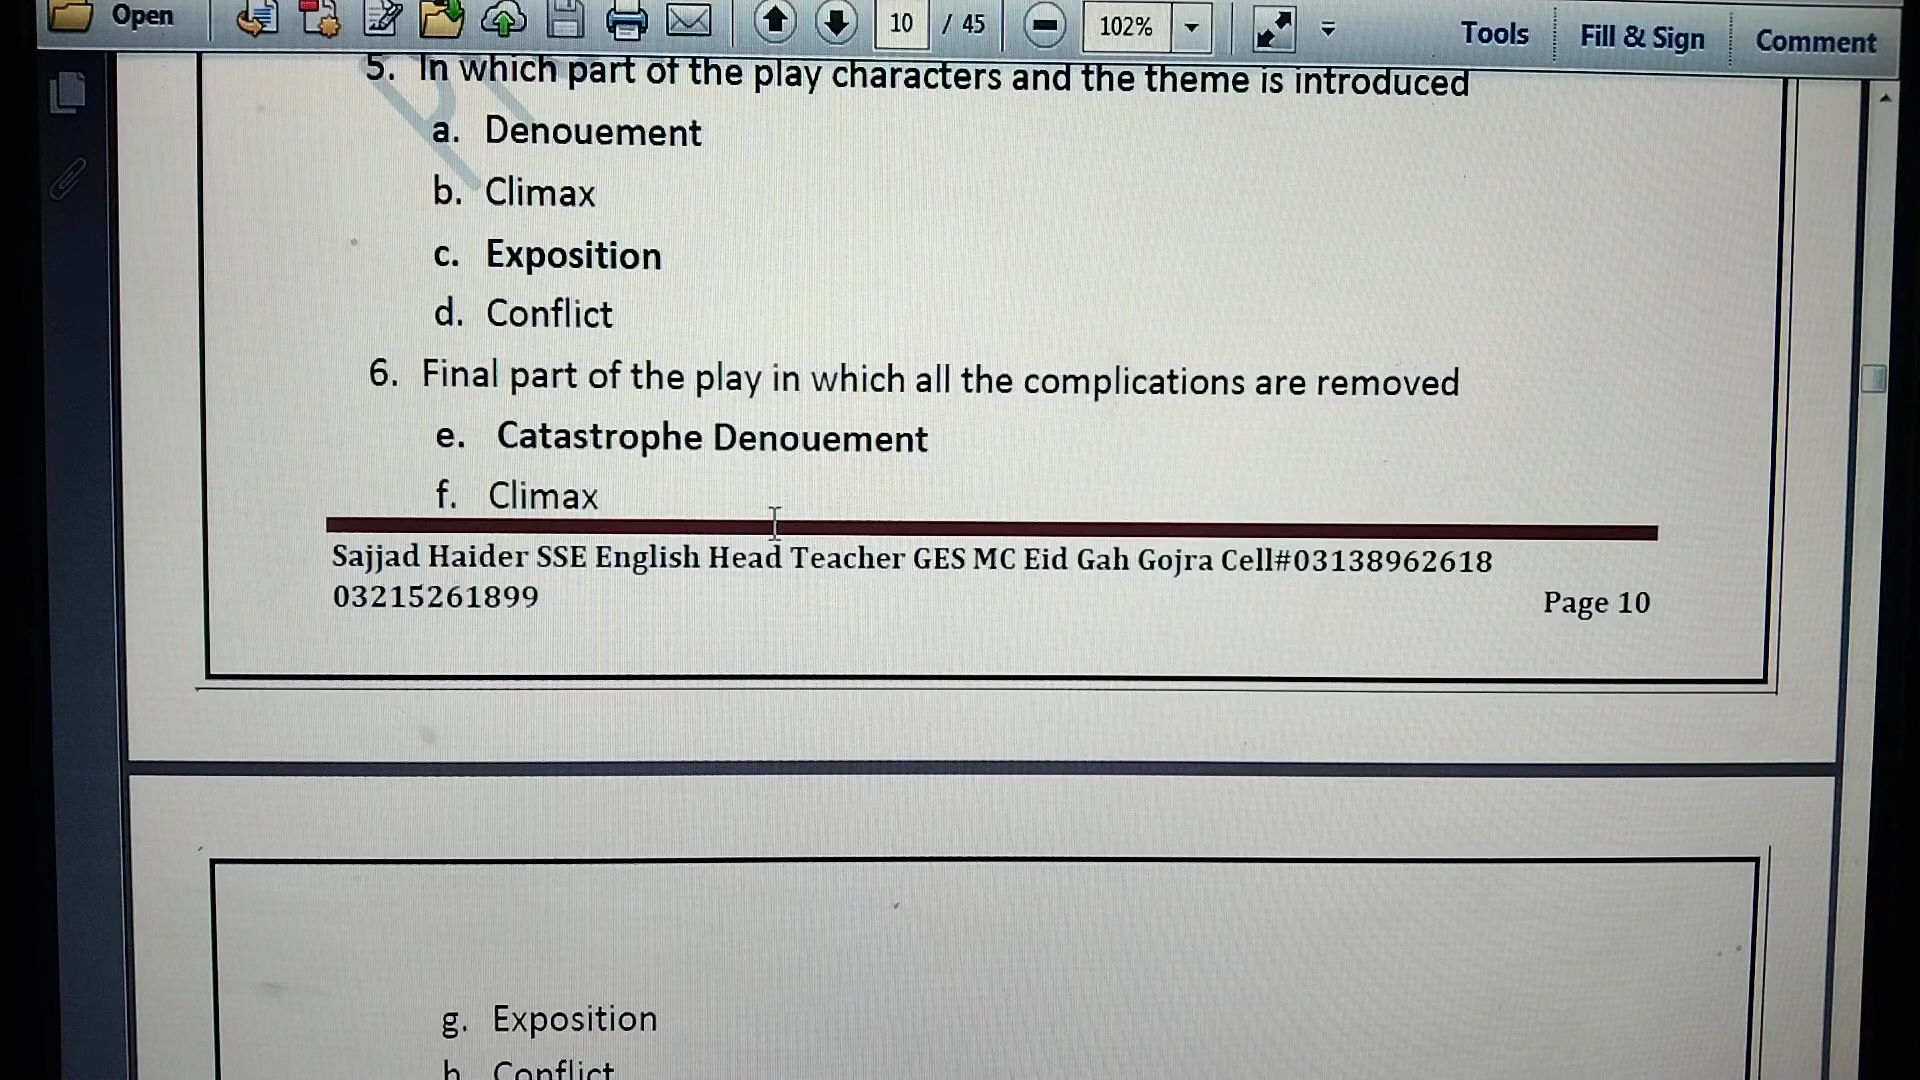 Open
10 / 45
102%
Tools
Fill & Sign
Comment
5. In which part of the play characters and the theme is introduced
a. Denouement
b. Climax
c. Exposition
d. Conflict
6. Final part of the play in which all the complications are removed
e. Catastrophe Denouement
f. Climax
Sajjad Haider SSE English Head Teacher GES MC Eid Gah Gojra Cell#03138962618
03215261899
Page 10
g. Exposition
h Conflict